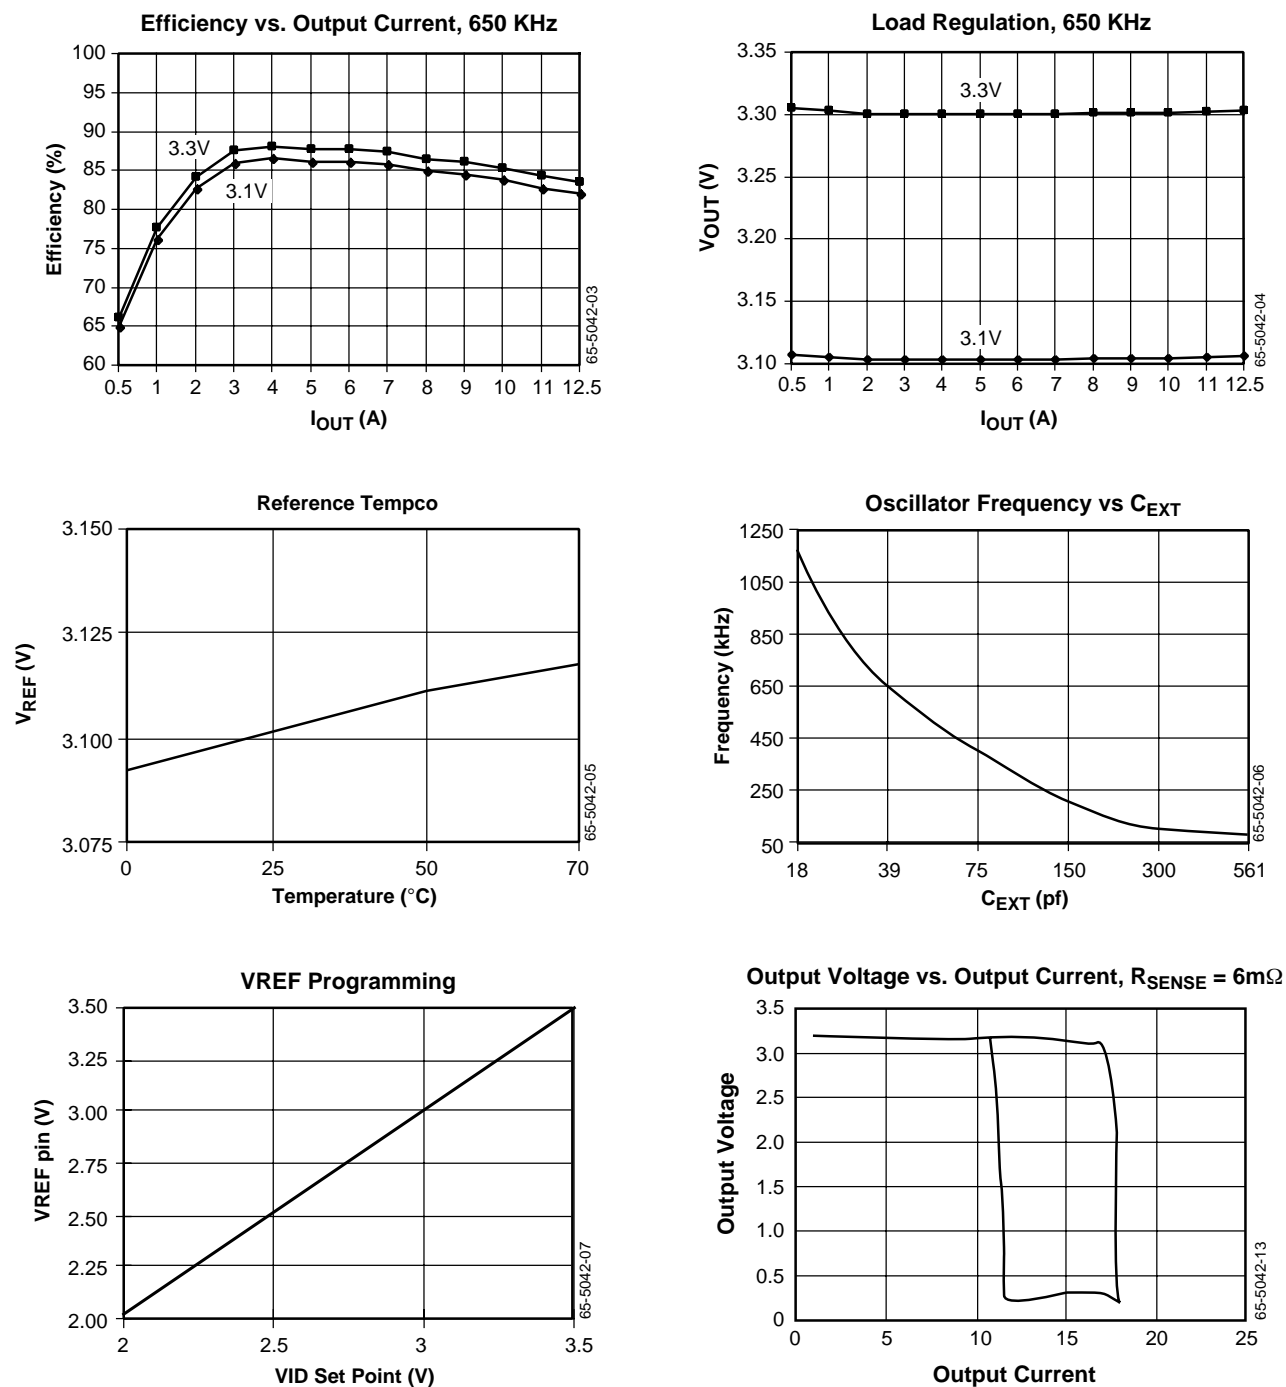 Efficiency vs. Output Current, 650 KHz
100
95
90
85
80
75
70
65
60
Efficiency (%)
3.3V
3.1V
65-5042-03
0.5 1 2 3 4 5 6 7 8 9 10 11 12.5
IOUT (A)
Load Regulation, 650 KHz
3.35
3.30
3.25
3.20
3.15
3.10
VOUT (V)
3.3V
3.1V
65-5042-04
0.5 1 2 3 4 5 6 7 8 9 10 11 12.5
IOUT (A)
Reference Tempco
3.150
3.125
3.100
3.075
VREF (V)
65-5042-05
0 25 50 70
Temperature (°C)
Oscillator Frequency vs CEXT
1250
1050
850
650
450
250
50
Frequency (kHz)
65-5042-06
18 39 75 150 300 561
CEXT (pf)
VREF Programming
3.50
3.25
3.00
2.75
2.50
2.25
2.00
VREF pin (V)
65-5042-07
2 2.5 3 3.5
VID Set Point (V)
Output Voltage vs. Output Current, RSENSE = 6mΩ
3.5
3.0
2.5
2.0
1.5
1.0
0.5
0
Output Voltage
65-5042-13
0 5 10 15 20 25
Output Current